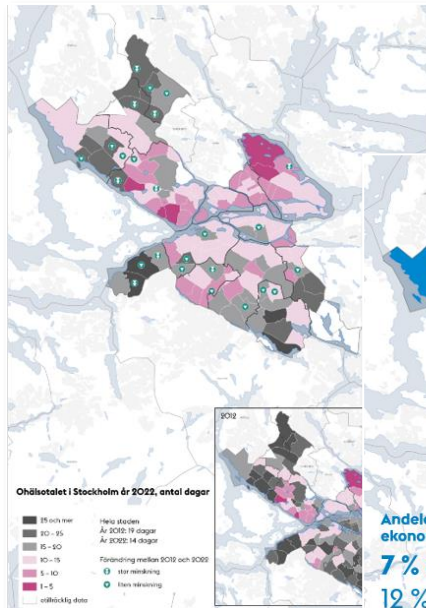 2012
Ohälsotalet i Stockholm år 2022, antal dagar
25 och mer
20 – 25
15 – 20
10 – 15
5 – 10
1 – 5
otillräcklig data
Hela staden
År 2012: 19 dagar
År 2022: 14 dagar
Förändring mellan 2012 och 2022
stor minskning
liten minskning
Andel
ekono
7 %
12 %